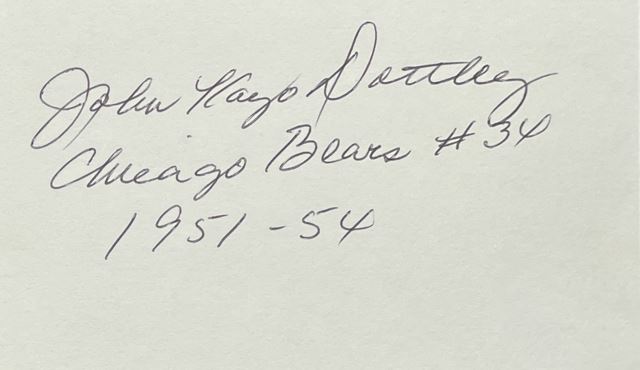 John Kayo Dottley
Chicago Bears #34
1951-54